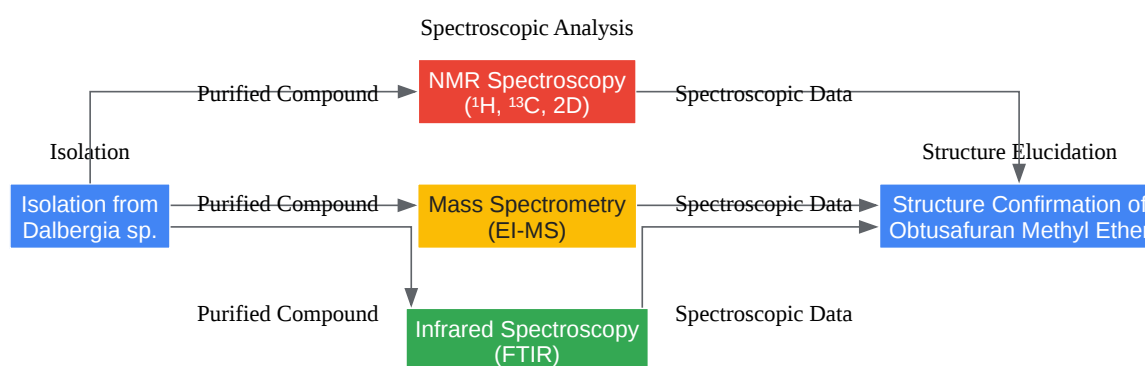 Spectroscopic Analysis
NMR Spectroscopy
(¹H, ¹³C, 2D)
Purified Compound
Spectroscopic Data
Isolation
Structure Elucidation
Isolation from
Dalbergia sp.
Purified Compound
Mass Spectrometry
(EI-MS)
Spectroscopic Data
Structure Confirmation of
Obtusafuran Methyl Ether
Purified Compound
Infrared Spectroscopy
(FTIR)
Spectroscopic Data